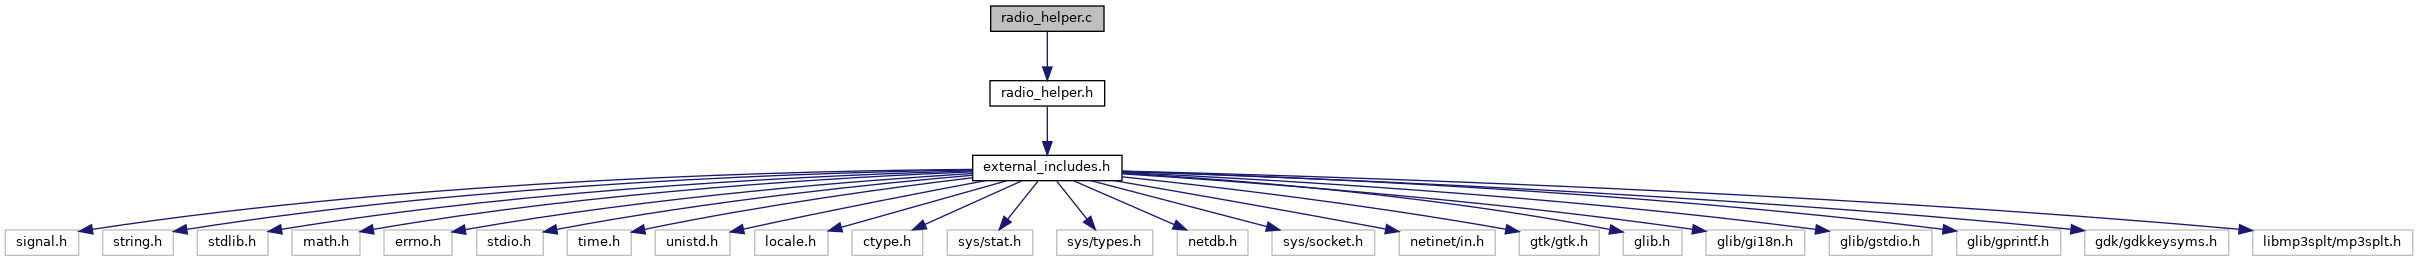 radio_helper.c
radio_helper.h
external_includes.h
signal.h
string.h
stdlib.h
math.h
errno.h
stdio.h
time.h
unistd.h
locale.h
ctype.h
sys/stat.h
sys/types.h
netdb.h
sys/socket.h
netinet/in.h
gtk/gtk.h
glib.h
glib/gi18n.h
glib/gstdio.h
glib/gprintf.h
gdk/gdkkeysyms.h
libmp3splt/mp3splt.h